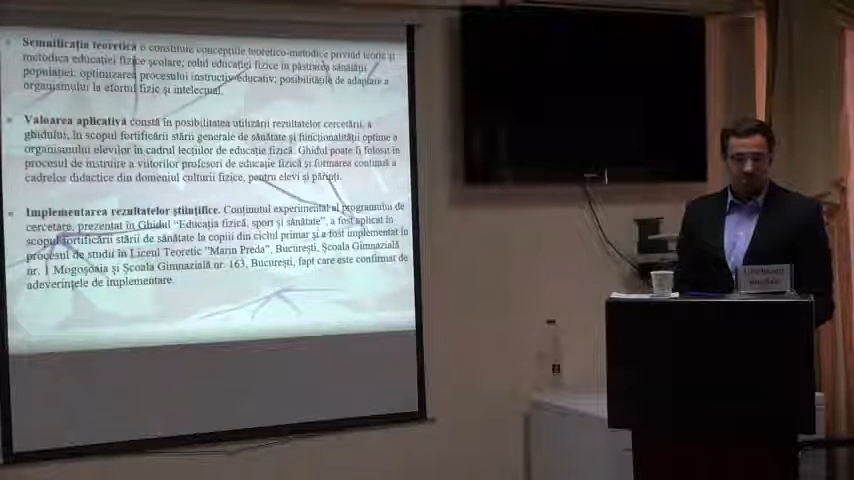 Semnificația teoretică o constituie concepțiile teoretico-metodice privind teoria și
metodica educației fizice școlare; rolul educației fizice în păstrarea sănătății
populației; optimizarea procesului instructiv-educativ; posibilitățile de adaptare a
organismului la efortul fizic și intelectual.
Valoarea aplicativă constă în posibilitatea utilizării rezultatelor cercetării, a
ghidului, în scopul fortificării stării generale de sănătate și funcționalității optime a
organismului elevilor în cadrul lecțiilor de educație fizică. Ghidul poate fi folosit în
procesul de instruire a viitorilor profesori de educație fizică și formarea continuă a
cadrelor didactice din domeniul culturii fizice, pentru elevi și părinți.
Implementarea rezultatelor științifice. Conținutul experimental al programului de
cercetare, prezentat în Ghidul "Educația fizică, sport și sănătate", a fost aplicat în
scopul fortificării stării de sănătate la copiii din ciclul primar și a fost implementat în
procesul de studii în Liceul Teoretic "Marin Preda", București, Școala Gimnazială
nr. 1 Mogoșoaia și Școala Gimnazială nr. 163, București, fapt care este confirmat de
adeverințele de implementare.